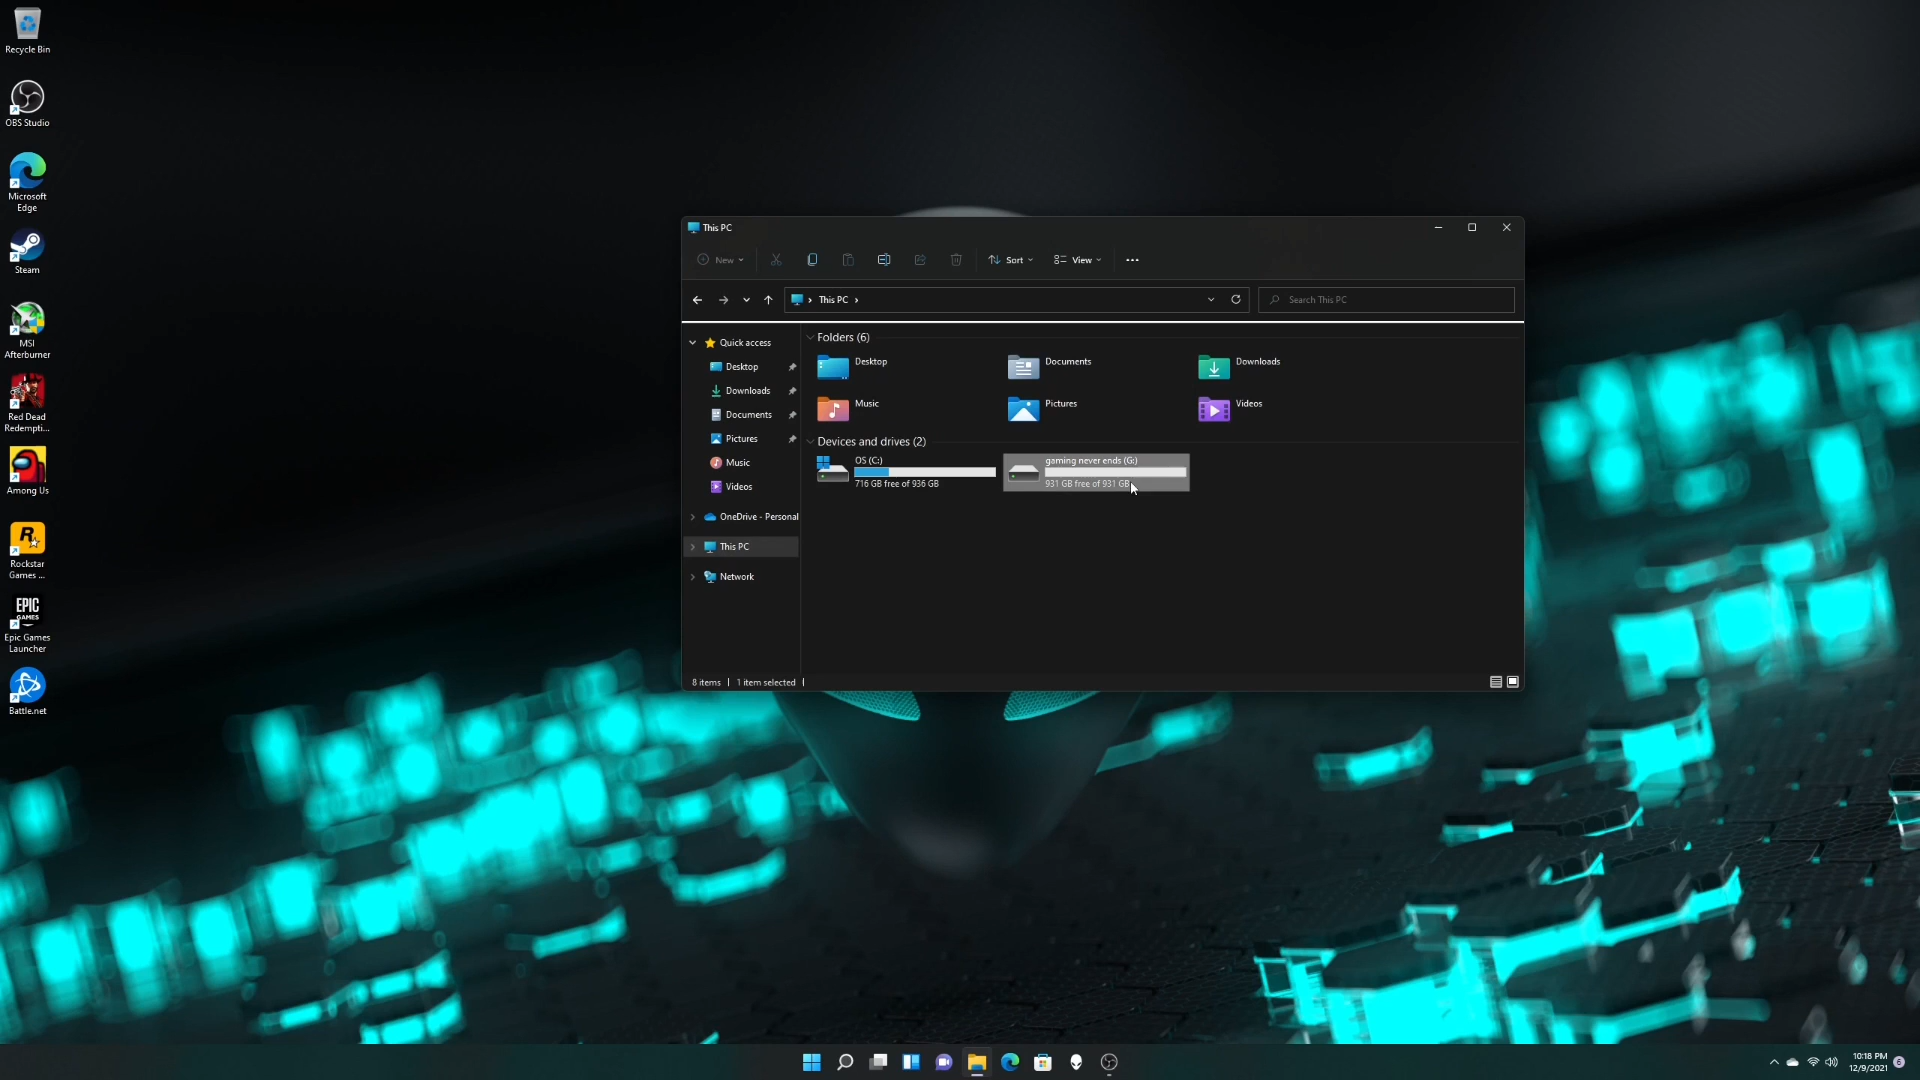 Recycle Bin
OBS Studio
Microsoft
Edge
Steam
MSI
Afterburner
Red Dead
Redempti...
Among Us
R
Rockstar
Games ...
EPIC
GAMES
Epic Games
Launcher
Battle.net
This PC
New
Sort
View
This PC
Search This PC
Quick access
Desktop
Downloads
Documents
Pictures
Music
Videos
OneDrive - Personal
This PC
Network
Folders (6)
Desktop
Documents
Downloads
Music
Pictures
Videos
Devices and drives (2)
OS (C:)
716 GB free of 936 GB
gaming never ends (G:)
931 GB free of 931 GB
8 items
1 item selected
10:18 PM
12/9/2021
6